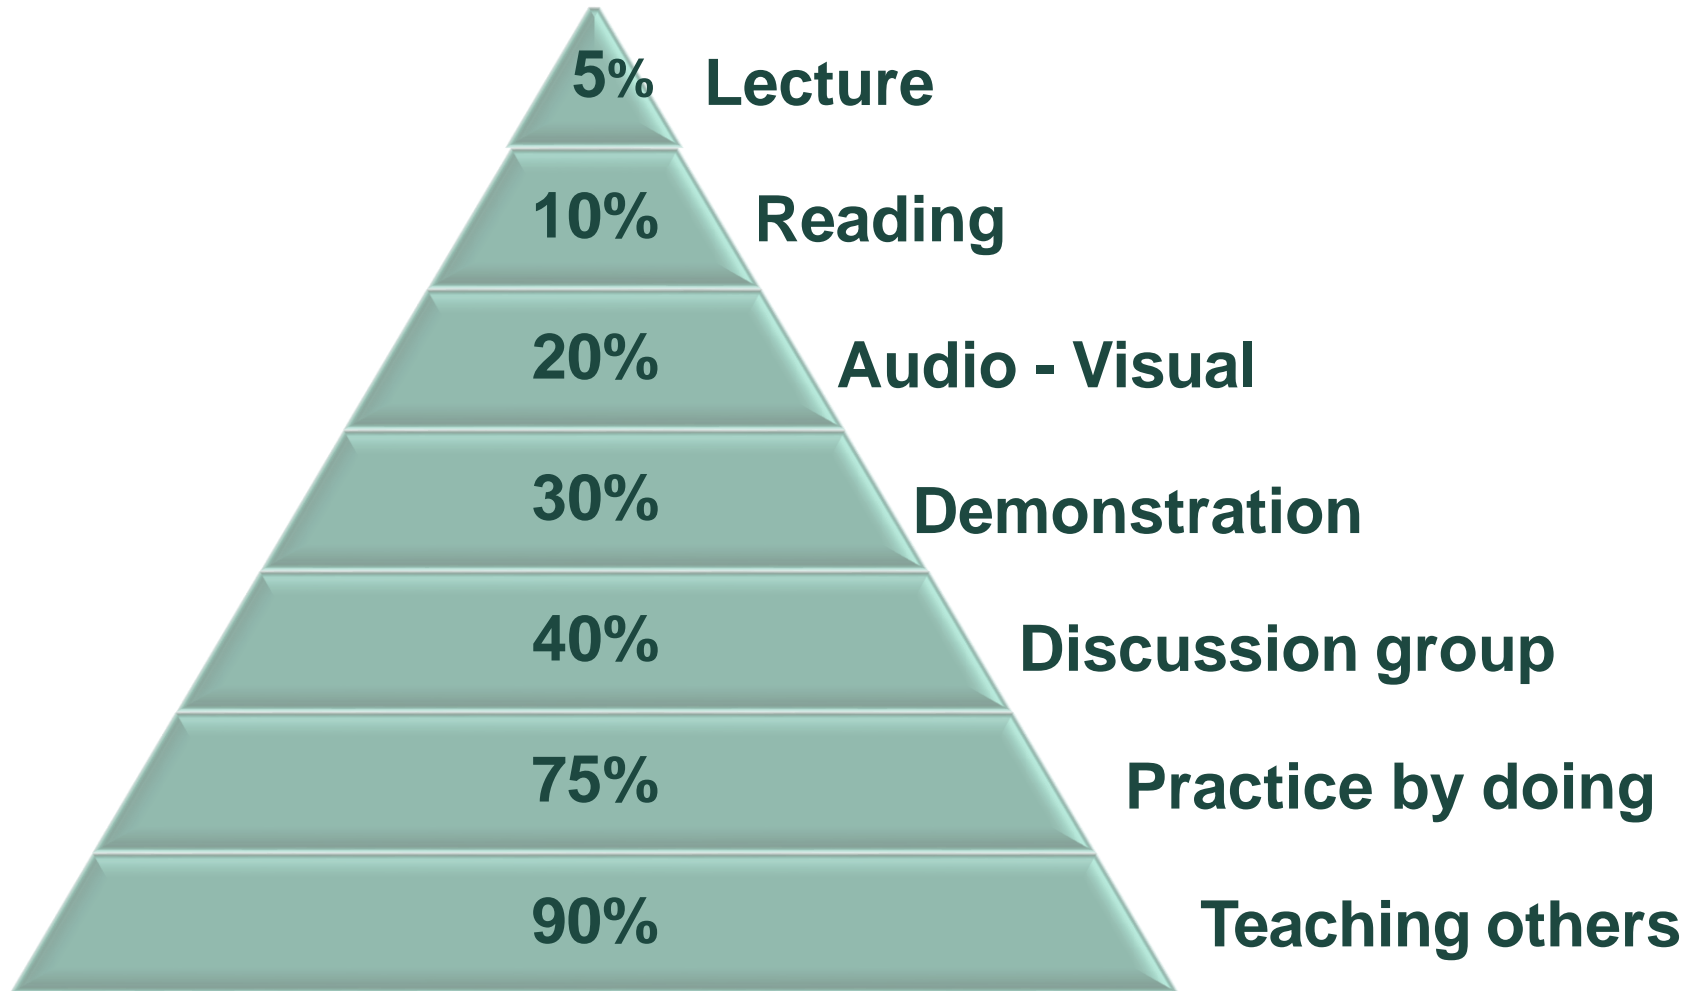 5% Lecture
10% Reading
20% Audio - Visual
30% Demonstration
40% Discussion group
75% Practice by doing
90% Teaching others